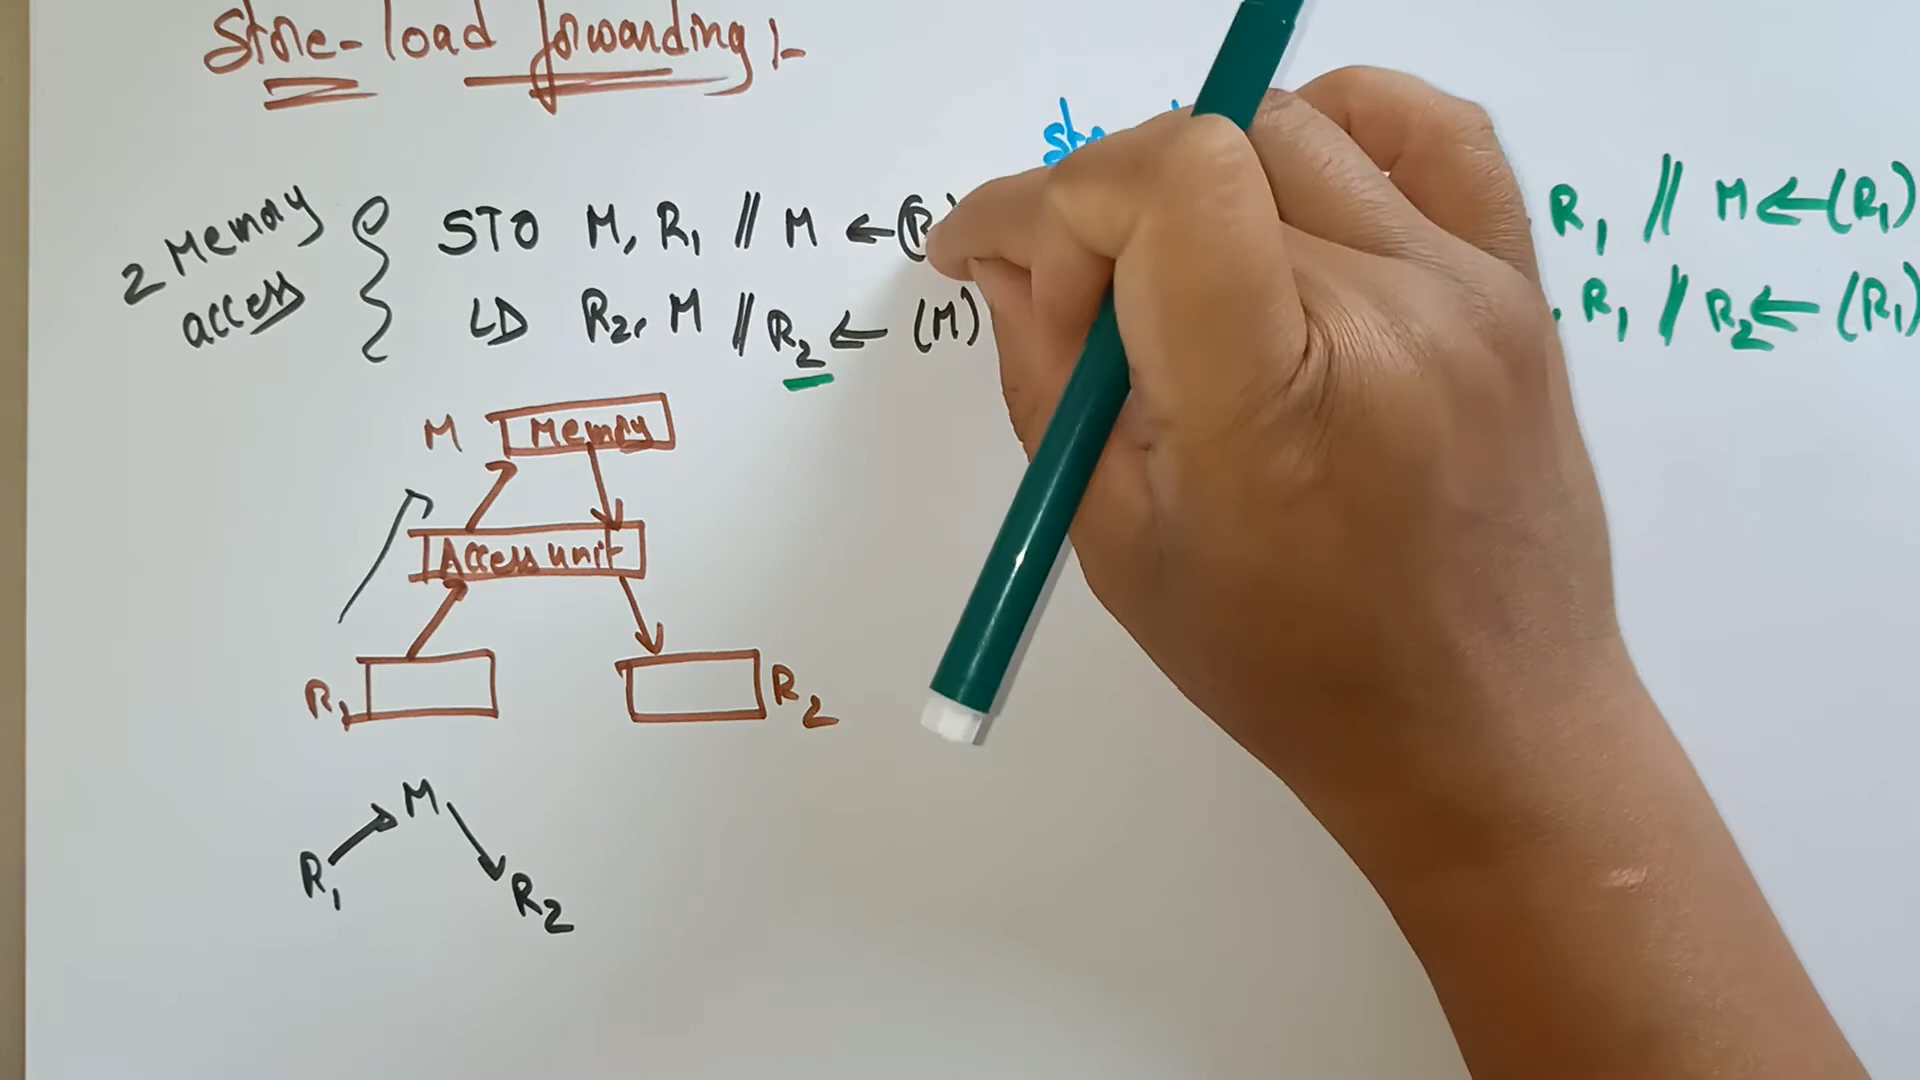 Store-load forwarding :-
2 Memory access
STO M, R₁ // M ←(R
LD R₂, M // R₂ ← (M)
R₁ // M←(R₁)
R₁ // R₂←(R₁)
M Memory
Access unit
R₁
R₂
M
R₁
R₂